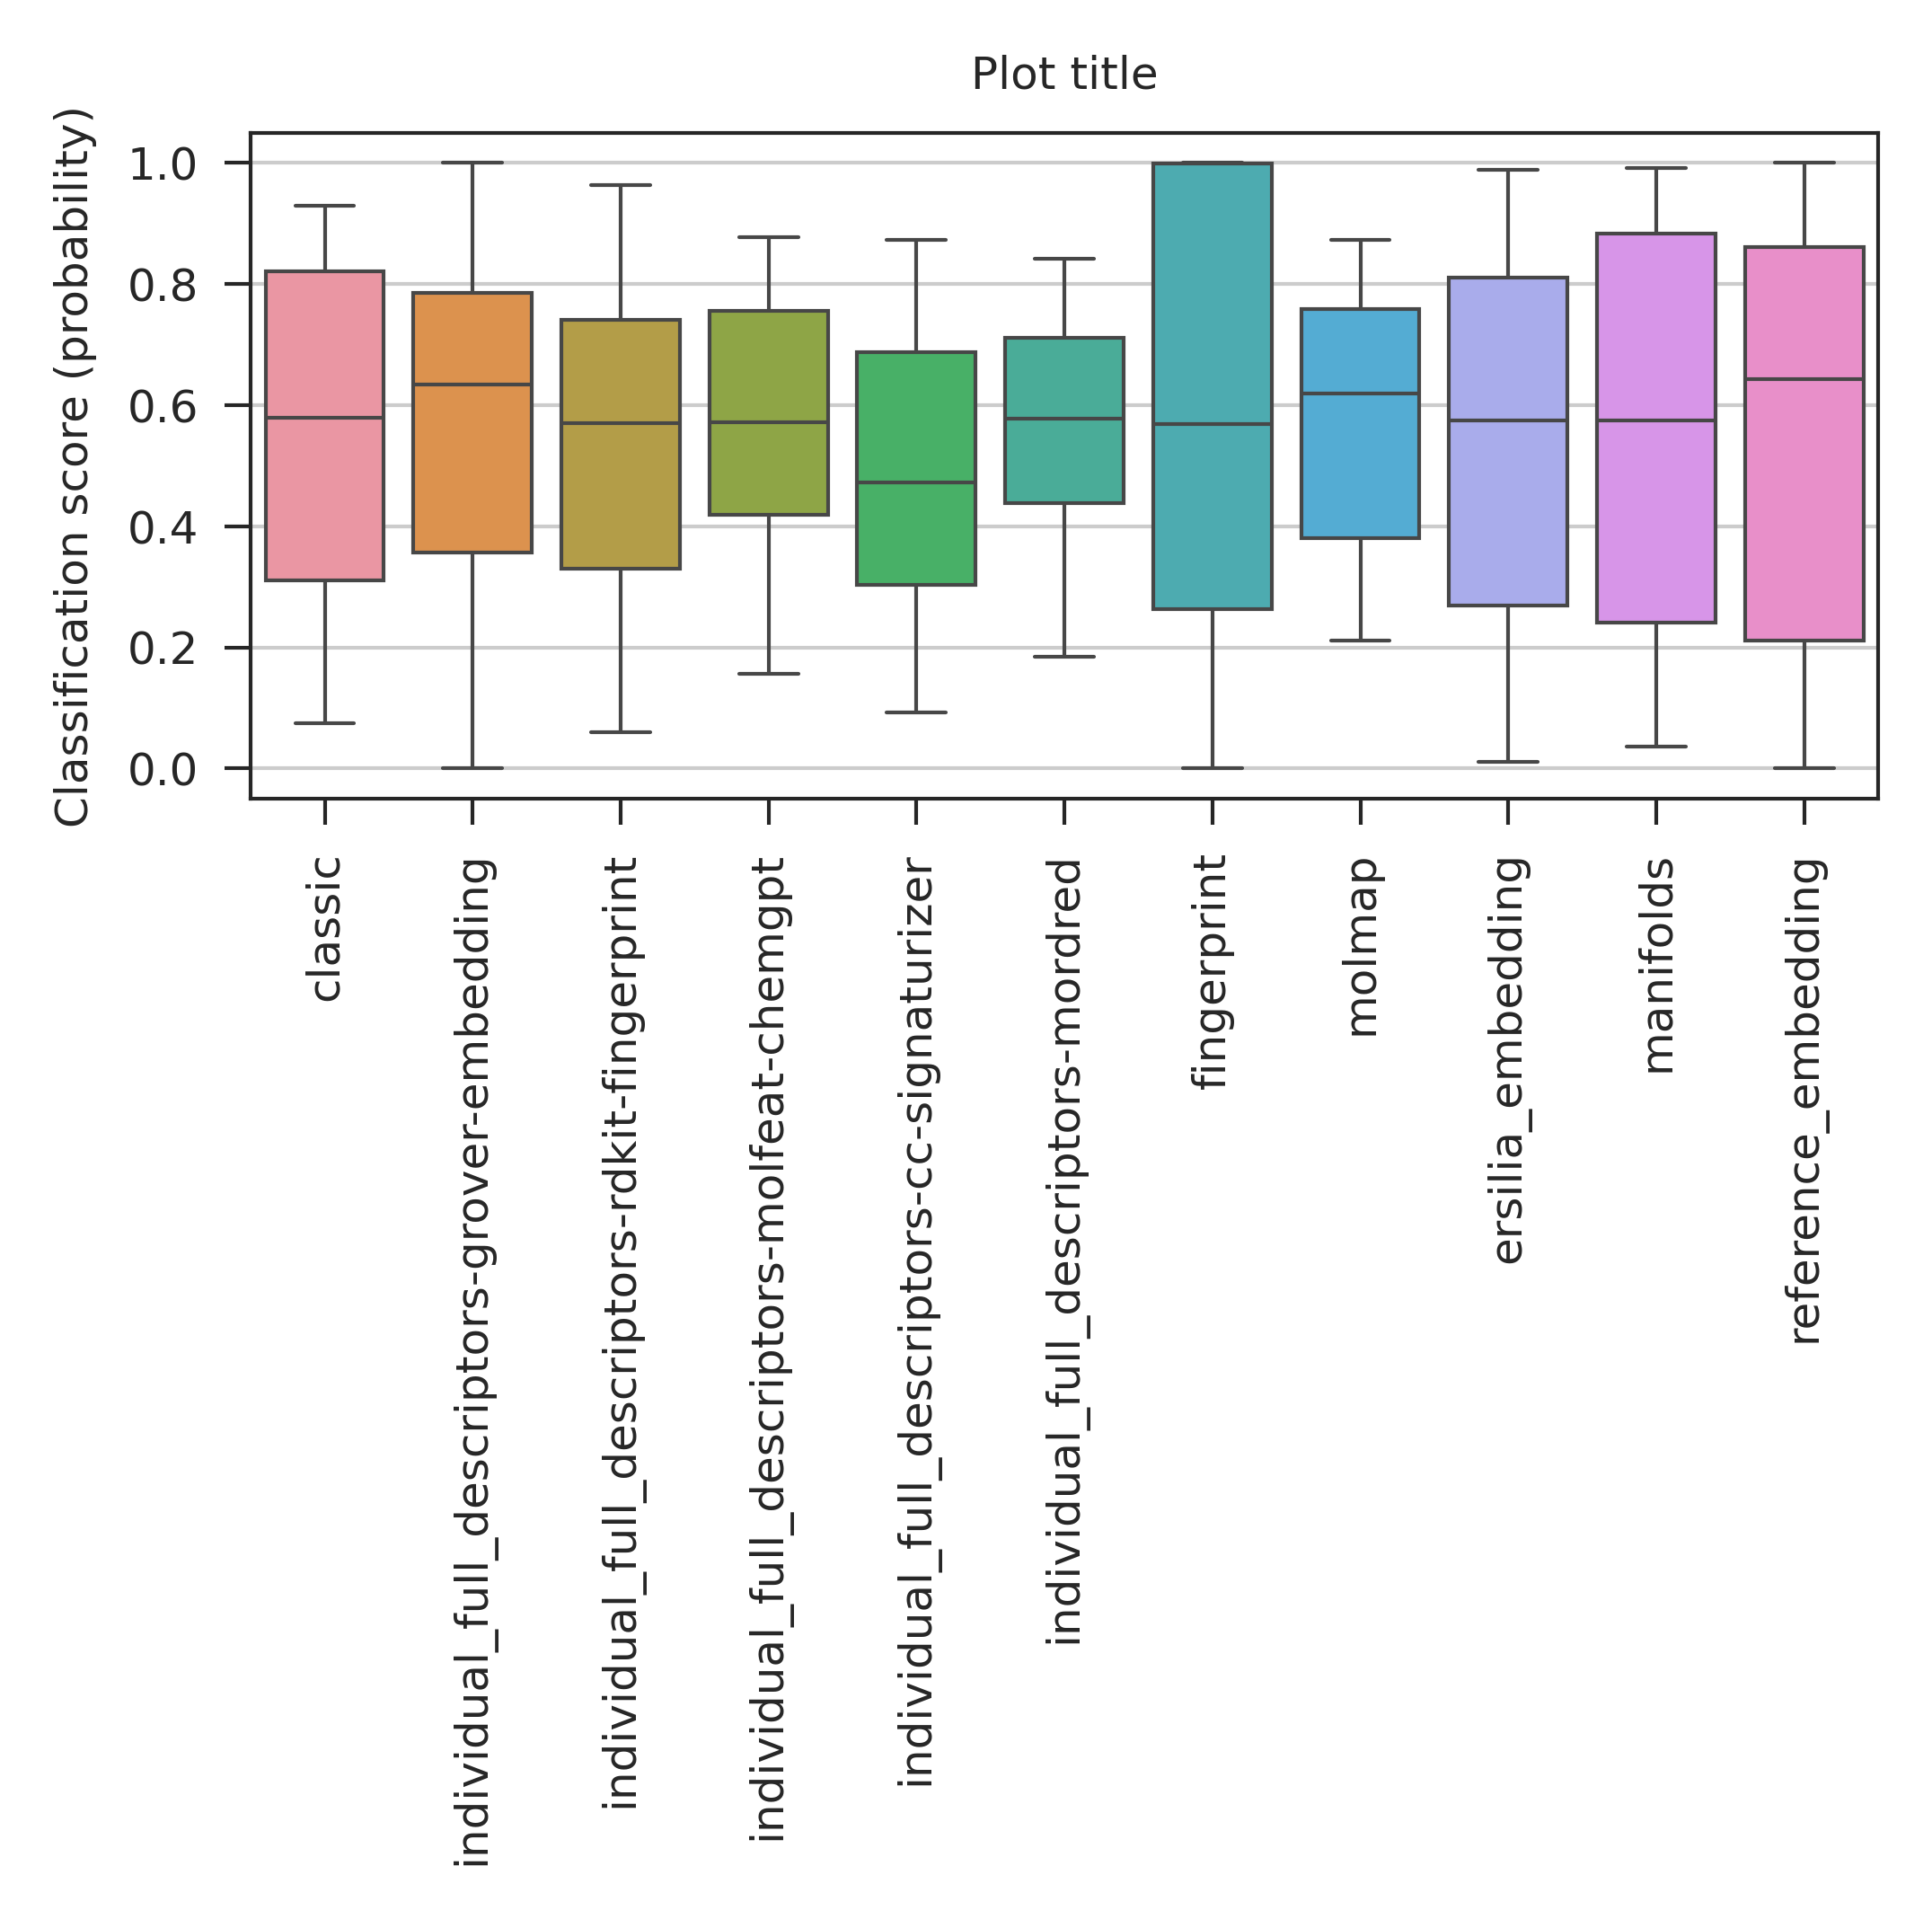 Plot title
Classification score (probability)
1.0
0.8
0.6
0.4
0.2
0.0
classic
individual_full_descriptors-grover-embedding
individual_full_descriptors-rdkit-fingerprint
individual_full_descriptors-molfeat-chemgpt
individual_full_descriptors-cc-signaturizer
individual_full_descriptors-mordred
fingerprint
molmap
ersilia_embedding
manifolds
reference_embedding